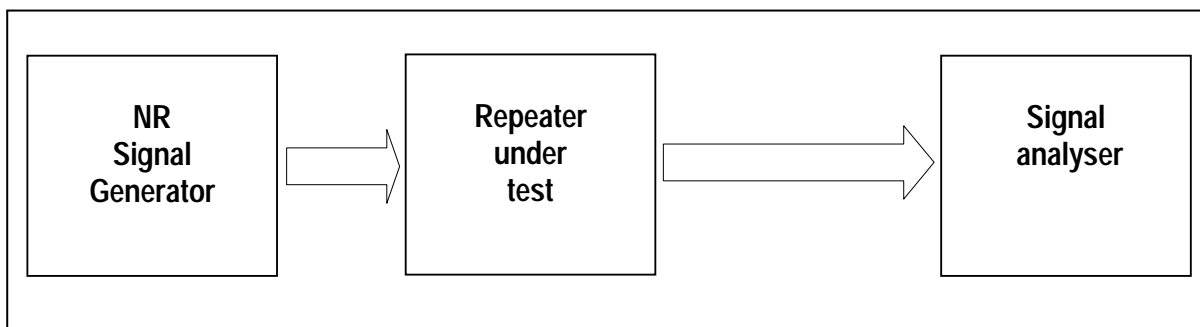 NR
Signal
Generator
Repeater
under
test
Signal
analyser